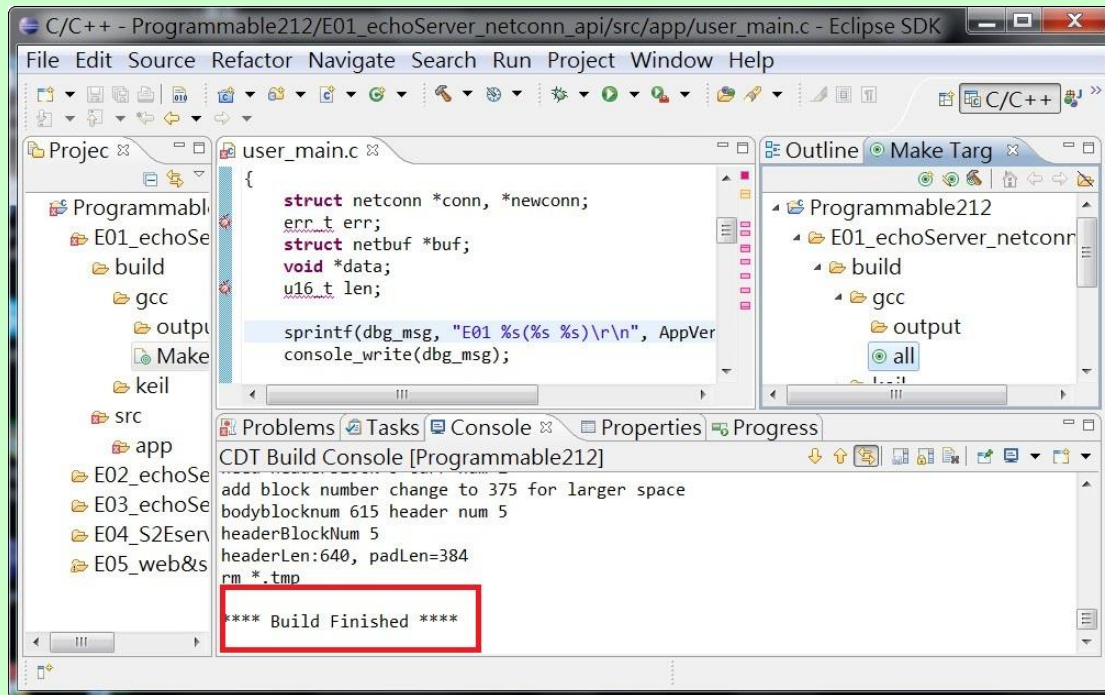 C/C++ - Programmable212/E01_echoServer_netconn_api/src/app/user_main.c - Eclipse SDK
File Edit Source Refactor Navigate Search Run Project Window Help
C/C++
Projec
Programmabl
E01_echoSe
build
gcc
outpu
Make
keil
src
app
E02_echoSe
E03_echoSe
E04_S2Eserv
E05_web&s
user_main.c
{
struct netconn *conn, *newconn;
err_t err;
struct netbuf *buf;
void *data;
u16_t len;
sprintf(dbg_msg, "E01 %s(%s %s)\r\n", AppVer
console_write(dbg_msg);
Outline Make Targ
Programmable212
E01_echoServer_netconn
build
gcc
output
all
Problems Tasks Console Properties Progress
CDT Build Console [Programmable212]
add block number change to 375 for larger space
bodyblocknum 615 header num 5
headerBlockNum 5
headerLen:640, padLen=384
rm *.tmp
**** Build Finished ****